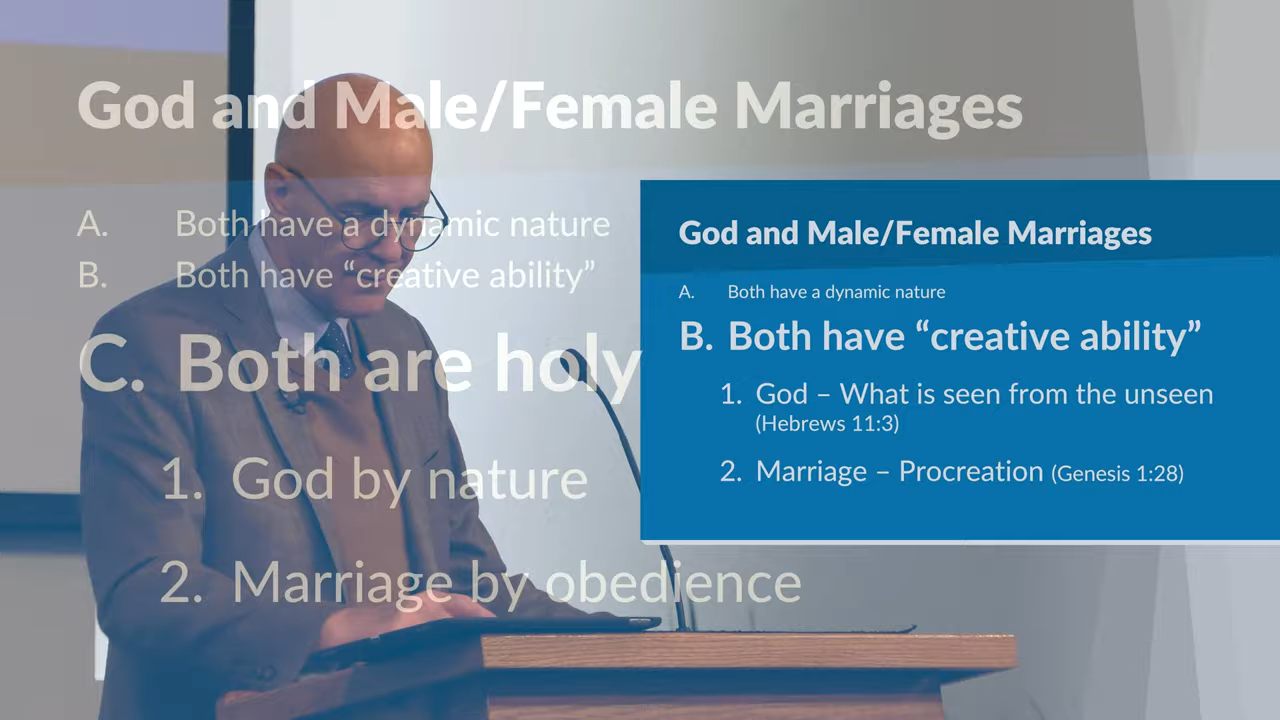 God and Male/Female Marriages
A. Both have a dynamic nature
B. Both have “creative ability”
C. Both are holy
1. God by nature
2. Marriage by obedience
God and Male/Female Marriages
A. Both have a dynamic nature
B. Both have “creative ability”
1. God – What is seen from the unseen
(Hebrews 11:3)
2. Marriage – Procreation (Genesis 1:28)